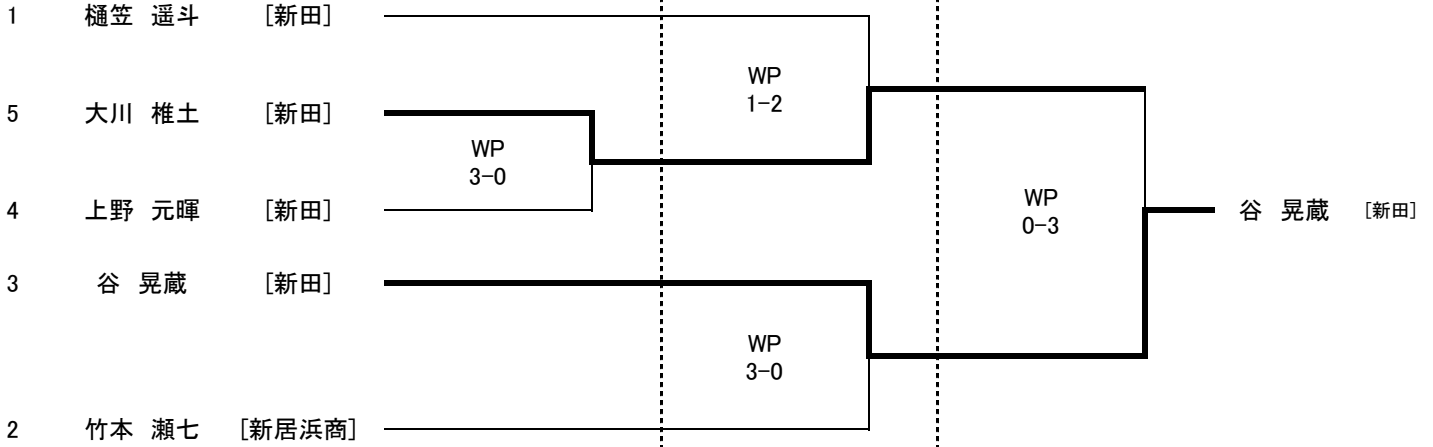 1 樋笠 遥斗 [新田]
WP
1-2
5 大川 椎土 [新田]
WP
3-0
4 上野 元暉 [新田]
WP
0-3
谷 晃蔵 [新田]
3 谷 晃蔵 [新田]
WP
3-0
2 竹本 瀬七 [新居浜商]